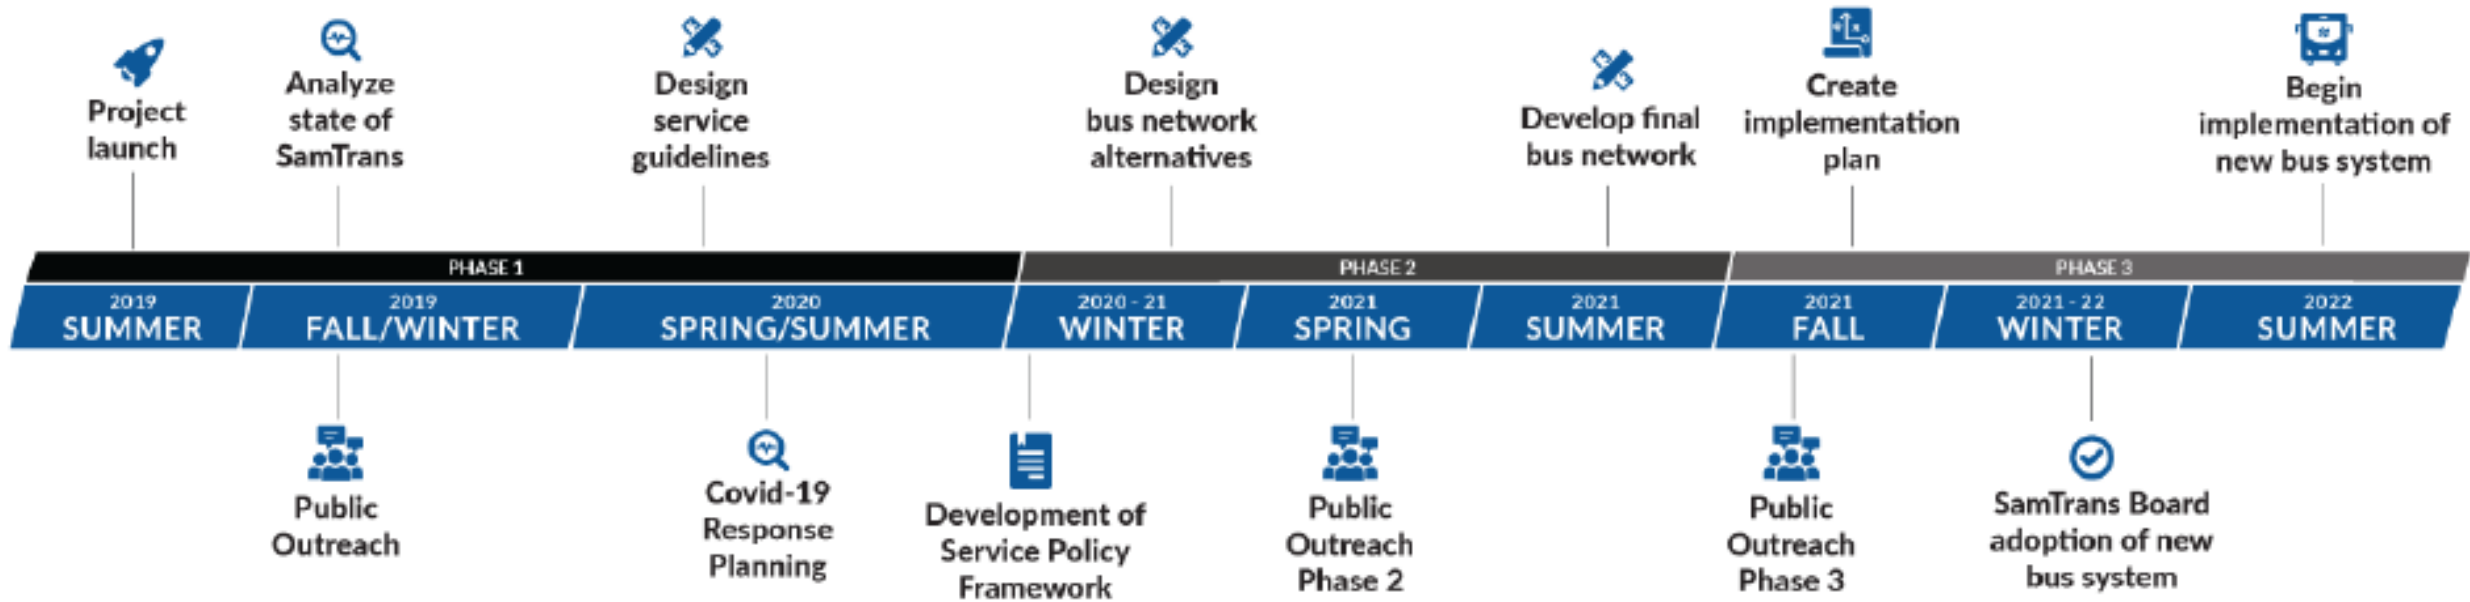 Project
launch
Analyze
state of
SamTrans
Design
service
guidelines
Design
bus network
alternatives
Develop final
bus network
Create
implementation
plan
Begin
implementation of
new bus system
PHASE 1
PHASE 2
PHASE 3
2019
SUMMER
2019
FALL/WINTER
2020
SPRING/SUMMER
2020 - 21
WINTER
2021
SPRING
2021
SUMMER
2021
FALL
2021 - 22
WINTER
2022
SUMMER
Public
Outreach
Covid-19
Response
Planning
Development of
Service Policy
Framework
Public
Outreach
Phase 2
Public
Outreach
Phase 3
SamTrans Board
adoption of new
bus system